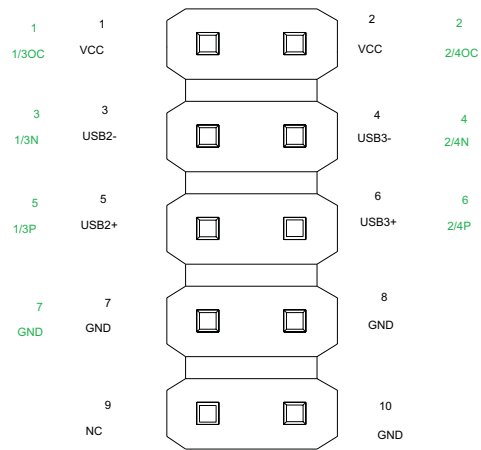 1 1 2 2
1/3OC VCC VCC 2/4OC
3 3 4 4
1/3N USB2- USB3- 2/4N
5 5 6 6
1/3P USB2+ USB3+ 2/4P
7 7 8
GND GND GND
9 10
NC GND